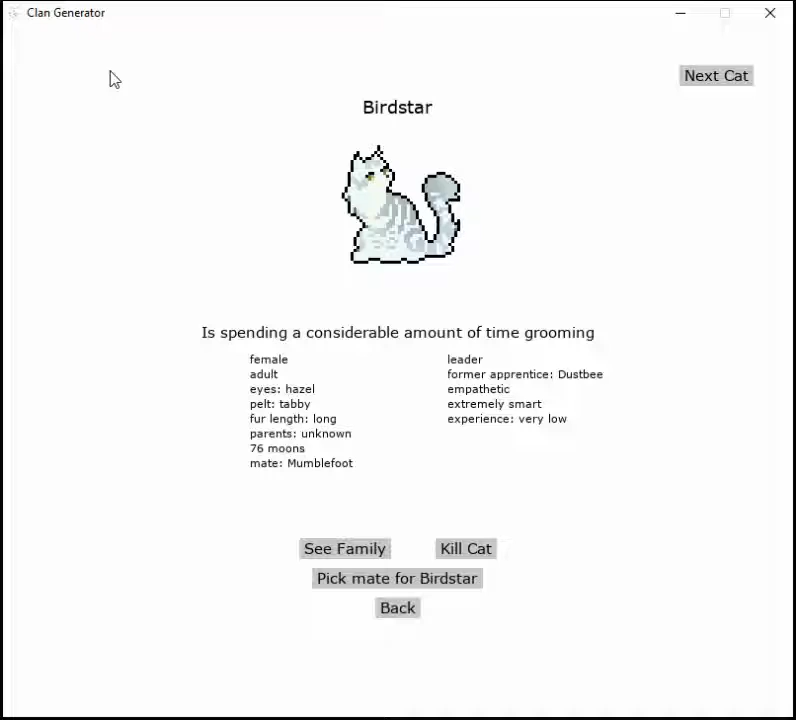 Clan Generator
Next Cat
Birdstar
Is spending a considerable amount of time grooming
female
adult
eyes: hazel
pelt: tabby
fur length: long
parents: unknown
76 moons
mate: Mumblefoot
leader
former apprentice: Dustbee
empathetic
extremely smart
experience: very low
See Family
Kill Cat
Pick mate for Birdstar
Back